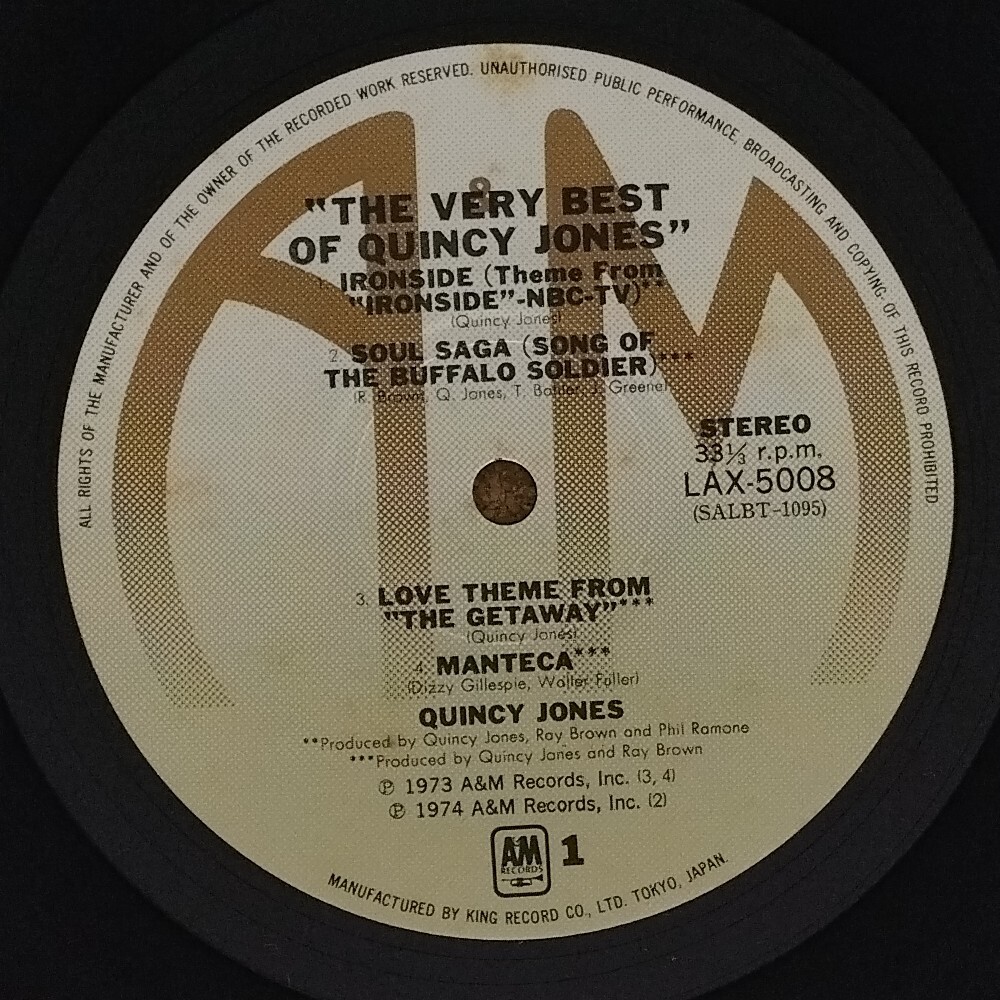 ALL RIGHTS OF THE MANUFACTURER AND OF THE OWNER OF THE RECORDED WORK RESERVED. UNAUTHORISED PUBLIC PERFORMANCE, BROADCASTING AND COPYING OF THIS RECORD PROHIBITED
"THE VERY BEST
OF QUINCY JONES"
1. IRONSIDE (Theme From
"IRONSIDE"-NBC-TV)**
(Quincy Jones)
2. SOUL SAGA (SONG OF
THE BUFFALO SOLDIER)***
(R. Brown, Q. Jones, T. J. Greene)
STEREO
33⅓ r.p.m.
LAX-5008
(SALBT-1095)
3. LOVE THEME FROM
"THE GETAWAY"***
(Quincy Jones)
4. MANTECA***
(Dizzy Gillespie, Walter Fuller)
QUINCY JONES
**Produced by Quincy Jones, Ray Brown and Phil Ramone
***Produced by Quincy Jones and Ray Brown
Ⓟ 1973 A&M Records, Inc. (3, 4)
Ⓟ 1974 A&M Records, Inc. (2)
AM
RECORDS
1
MANUFACTURED BY KING RECORD CO., LTD. TOKYO, JAPAN.